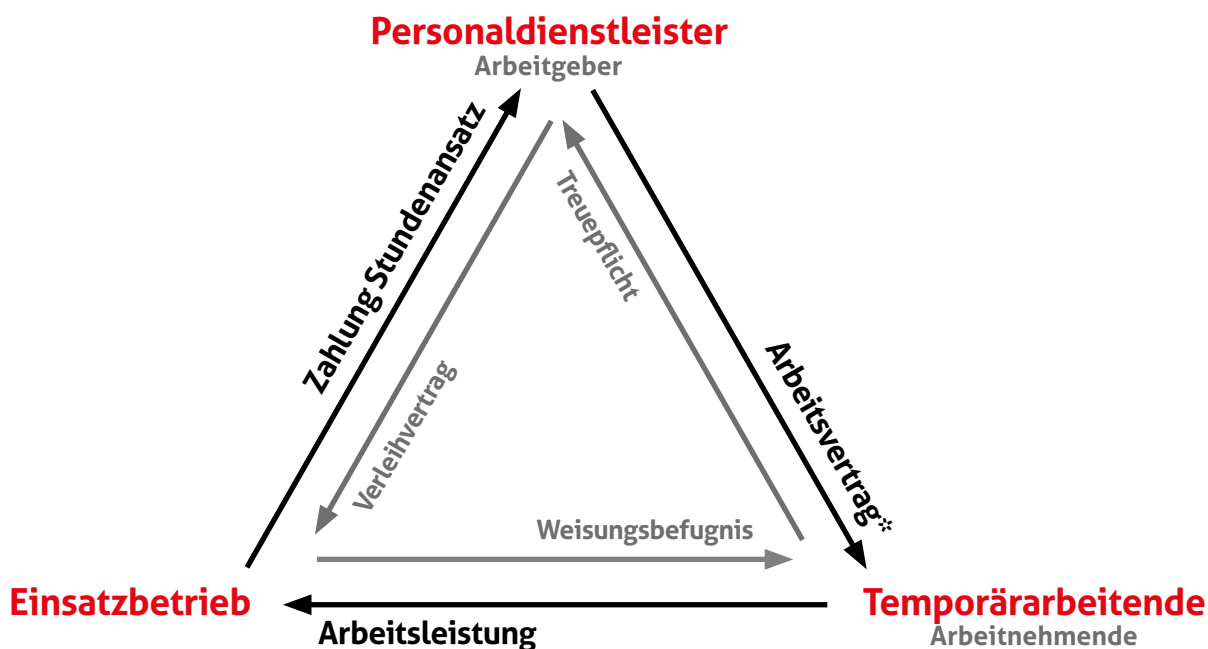 Personaldienstleister
Arbeitgeber
Zahlung Stundenansatz
Treuepflicht
Verleihvertrag
Arbeitsvertrag*
Weisungsbefugnis
Einsatzbetrieb
Temporärarbeitende
Arbeitsleistung
Arbeitnehmende